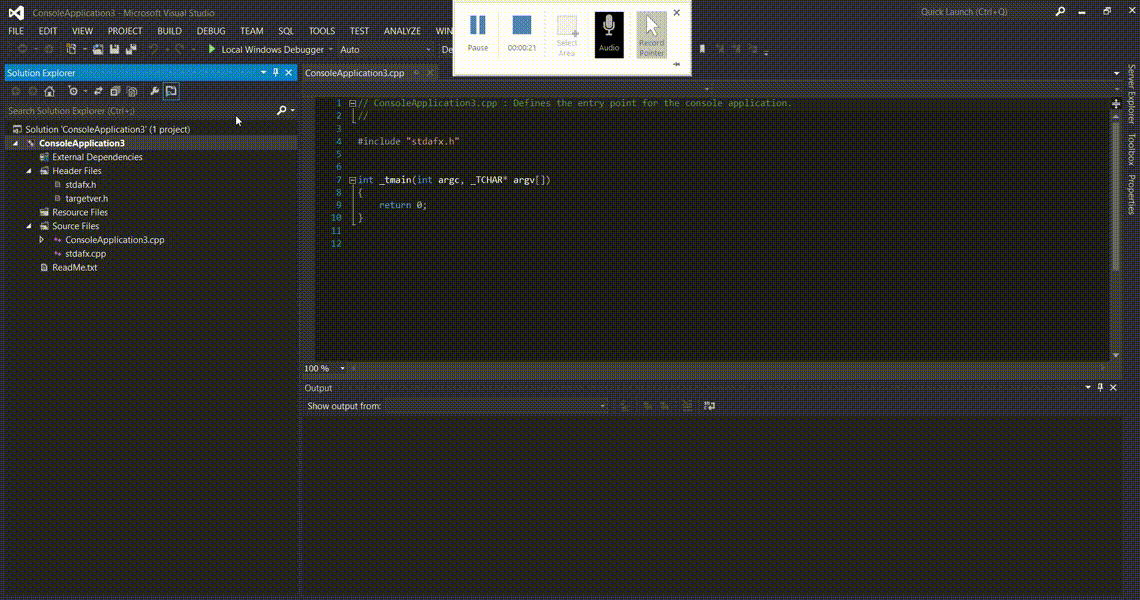 ConsoleApplication3 - Microsoft Visual Studio
Quick Launch (Ctrl+Q)
FILE EDIT VIEW PROJECT BUILD DEBUG TEAM SQL TOOLS TEST ANALYZE WIN
Local Windows Debugger Auto De
Pause
00:00:21
Select Area
Audio
Record Pointer
Solution Explorer
Search Solution Explorer (Ctrl+;)
Solution 'ConsoleApplication3' (1 project)
ConsoleApplication3
External Dependencies
Header Files
stdafx.h
targetver.h
Resource Files
Source Files
ConsoleApplication3.cpp
stdafx.cpp
ReadMe.txt
ConsoleApplication3.cpp
1 // ConsoleApplication3.cpp : Defines the entry point for the console application.
2 //
3
4 #include "stdafx.h"
5
6
7 int _tmain(int argc, _TCHAR* argv[])
8 {
9 return 0;
10 }
11
12
100 %
Output
Show output from:
Server Explorer
Toolbox
Properties